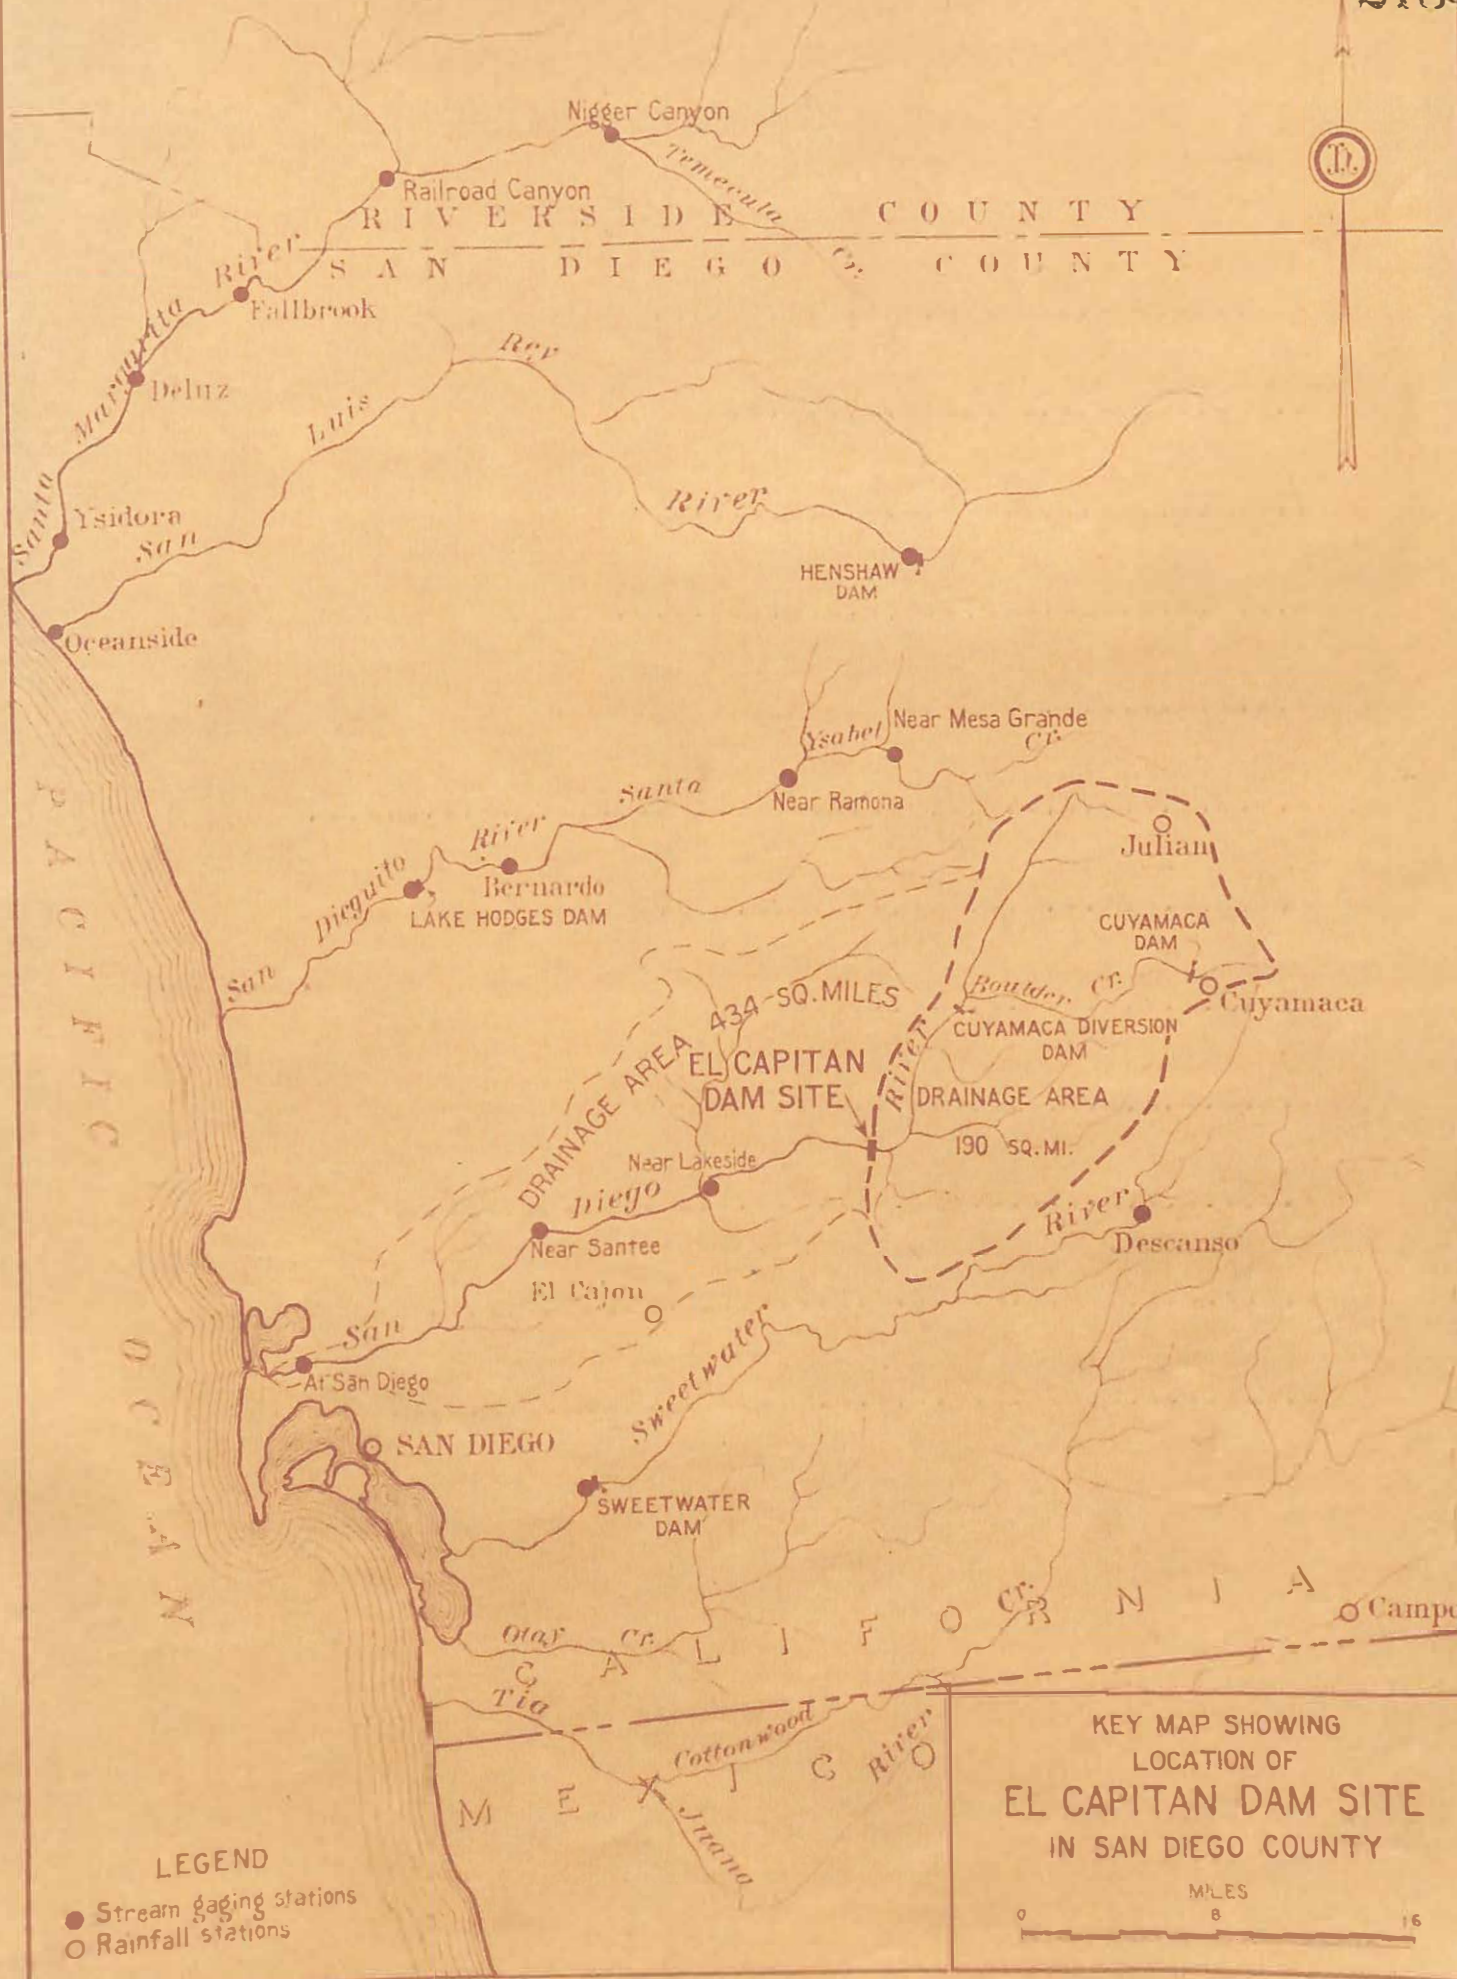 Nigger Canyon
Temecula
Cr.
Railroad Canyon
RIVERSIDE COUNTY
SAN DIEGO COUNTY
Santa Margarita River
Fallbrook
Deluz
Ysidora
San Luis Rey River
HENSHAW
DAM
Oceanside
Near Mesa Grande
Santa Ysabel Cr.
Near Ramona
San Dieguito River
Bernardo
LAKE HODGES DAM
Julian
CUYAMACA
DAM
Cuyamaca
Boulder Cr.
CUYAMACA DIVERSION
DAM
DRAINAGE AREA 434 SQ. MILES
EL CAPITAN
DAM SITE
DRAINAGE AREA
190 SQ. MI.
San Diego River
Near Lakeside
Near Santee
El Cajon
At San Diego
SAN DIEGO
Sweetwater River
Descanso
SWEETWATER
DAM
PACIFIC OCEAN
Otay Cr.
CALIFORNIA
Campo
Tia Juana River
Cottonwood Cr.
MEXICO
LEGEND
Stream gaging stations
Rainfall stations
KEY MAP SHOWING
LOCATION OF
EL CAPITAN DAM SITE
IN SAN DIEGO COUNTY
MILES
0 8 16